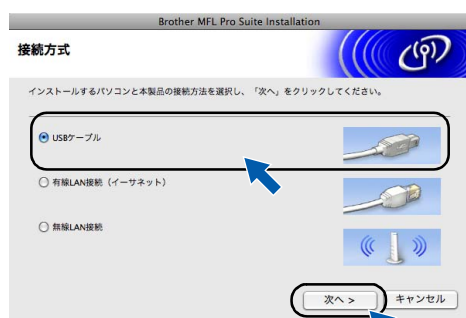 Brother MFL Pro Suite Installation
接続方式
インストールするパソコンと本製品の接続方法を選択し、「次へ」をクリックしてください。
USBケーブル
有線LAN接続（イーサネット）
無線LAN接続
次へ >
キャンセル